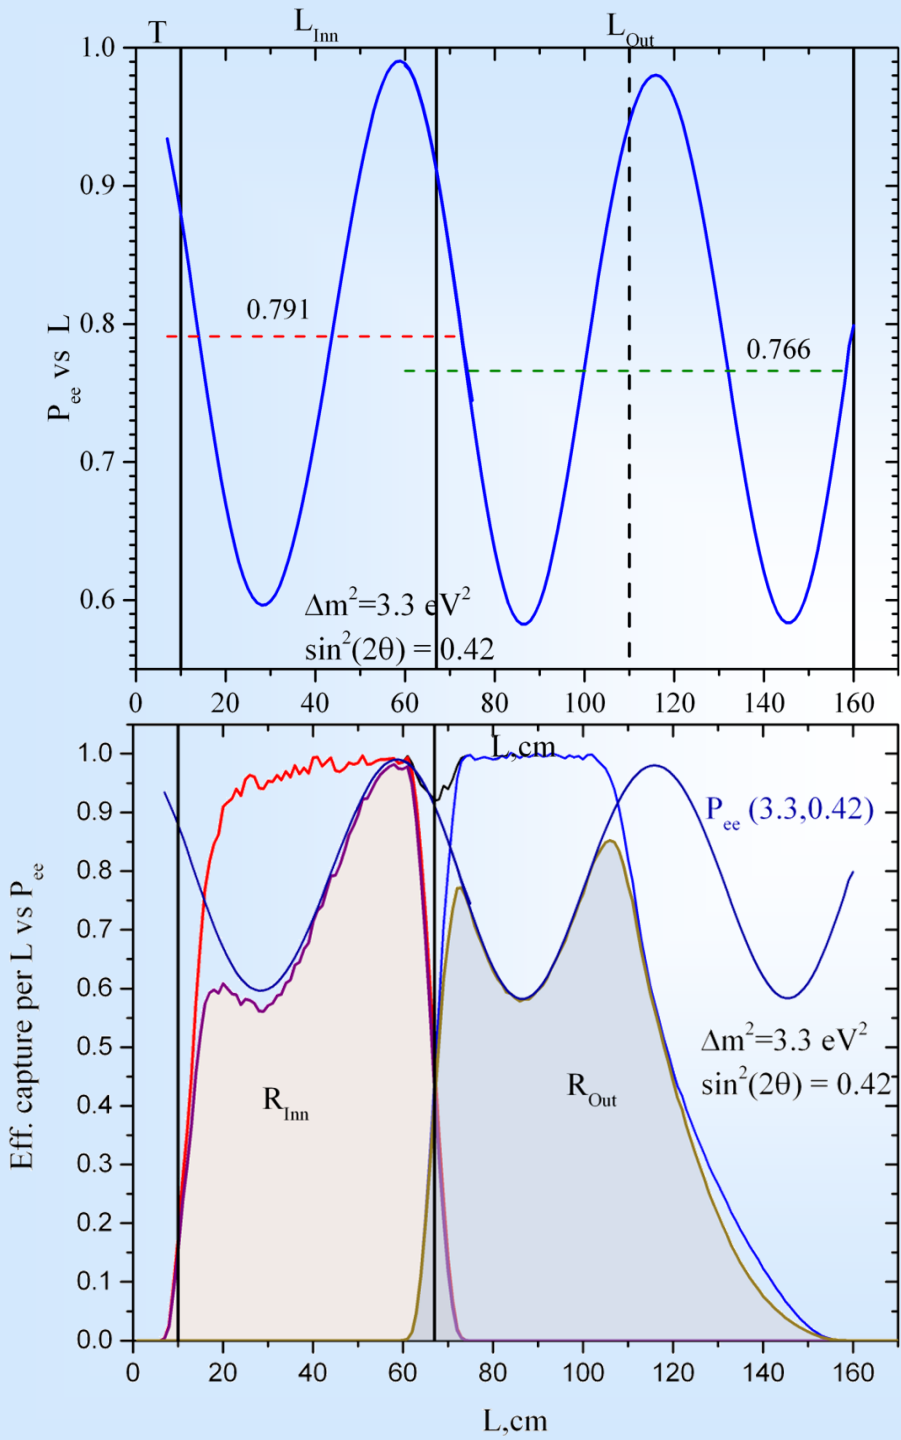 T L_Inn L_Out
1.0
0.9
0.8
0.7
0.6
P_ee vs L
0.791
0.766
Δm²=3.3 eV²
sin²(2θ) = 0.42
0 20 40 60 80 100 120 140 160
L,cm
1.0
0.9
0.8
0.7
0.6
0.5
0.4
0.3
0.2
0.1
0.0
Eff. capture per L vs P_ee
P_ee (3.3,0.42)
Δm²=3.3 eV²
sin²(2θ) = 0.42
R_Inn
R_Out
0 20 40 60 80 100 120 140 160
L,cm